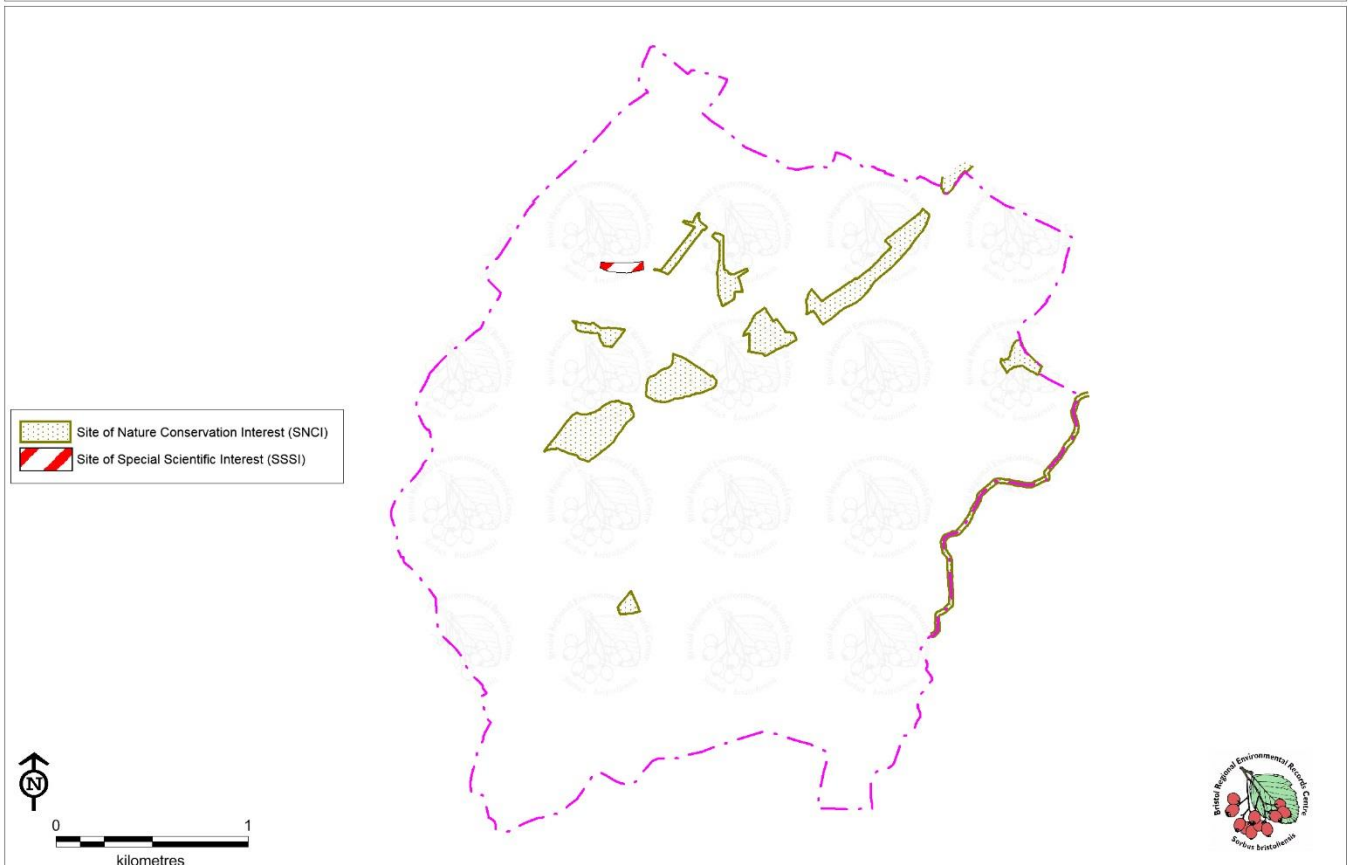 Site of Nature Conservation Interest (SNCI)
Site of Special Scientific Interest (SSSI)
N
0 1
kilometres
Bristol Regional Environmental Records Centre
Sorbus bristoliensis